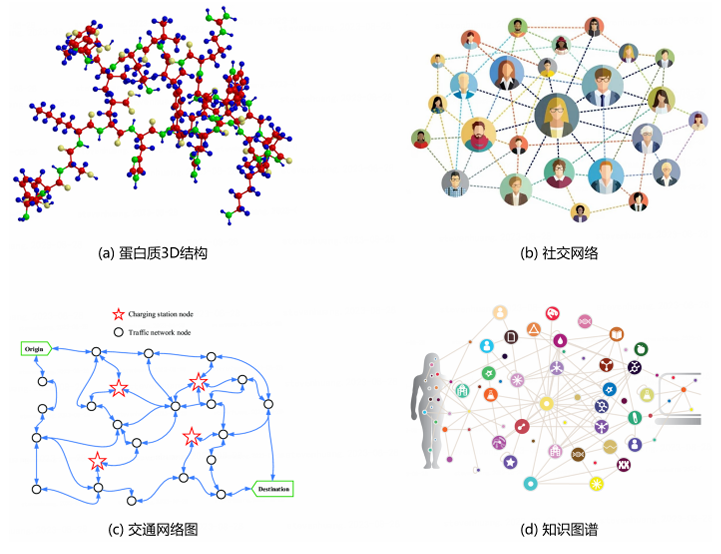 (a) 蛋白质3D结构
(b) 社交网络
Charging station node
Traffic network node
Origin
Destination
(c) 交通网络图
(d) 知识图谱